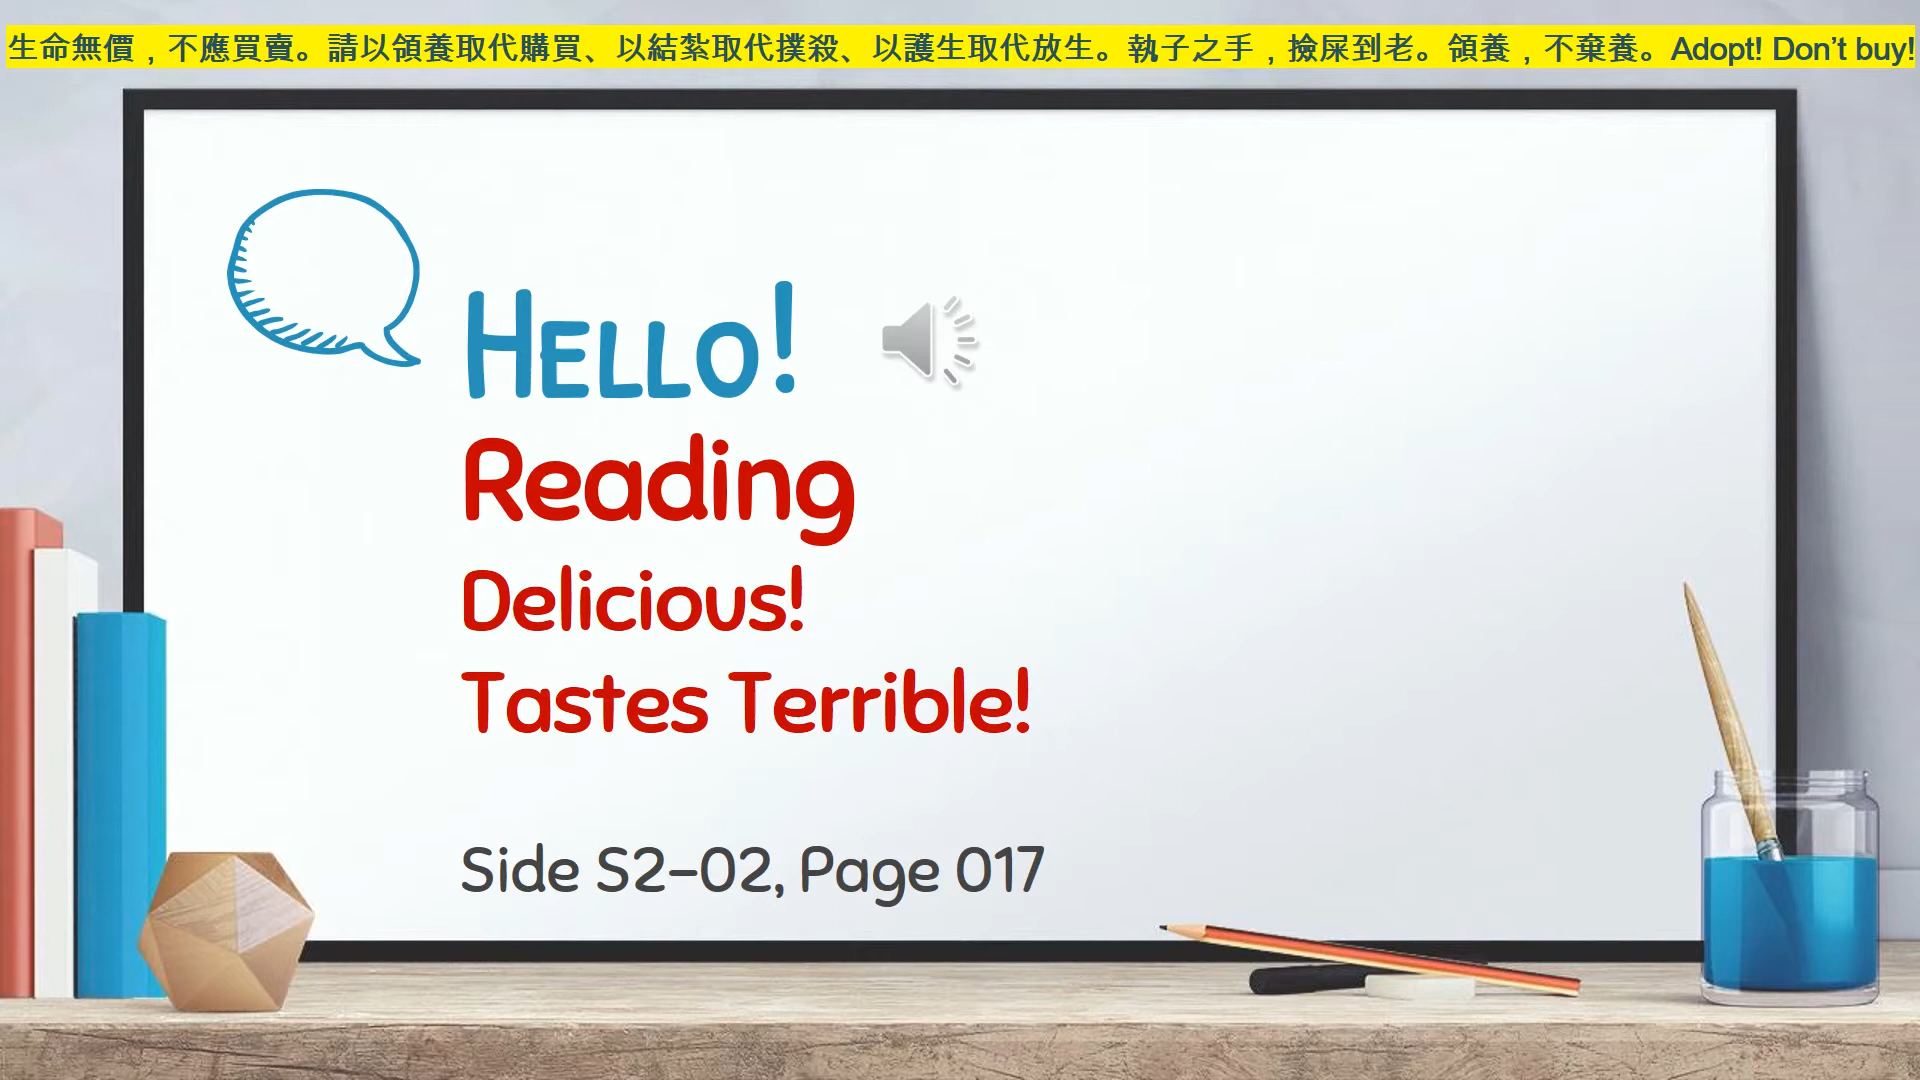 生命無價，不應買賣。請以領養取代購買、以結紮取代撲殺、以護生取代放生。執子之手，撿屎到老。領養，不棄養。Adopt! Don’t buy!
HELLO!
Reading
Delicious!
Tastes Terrible!
Side S2-02, Page 017